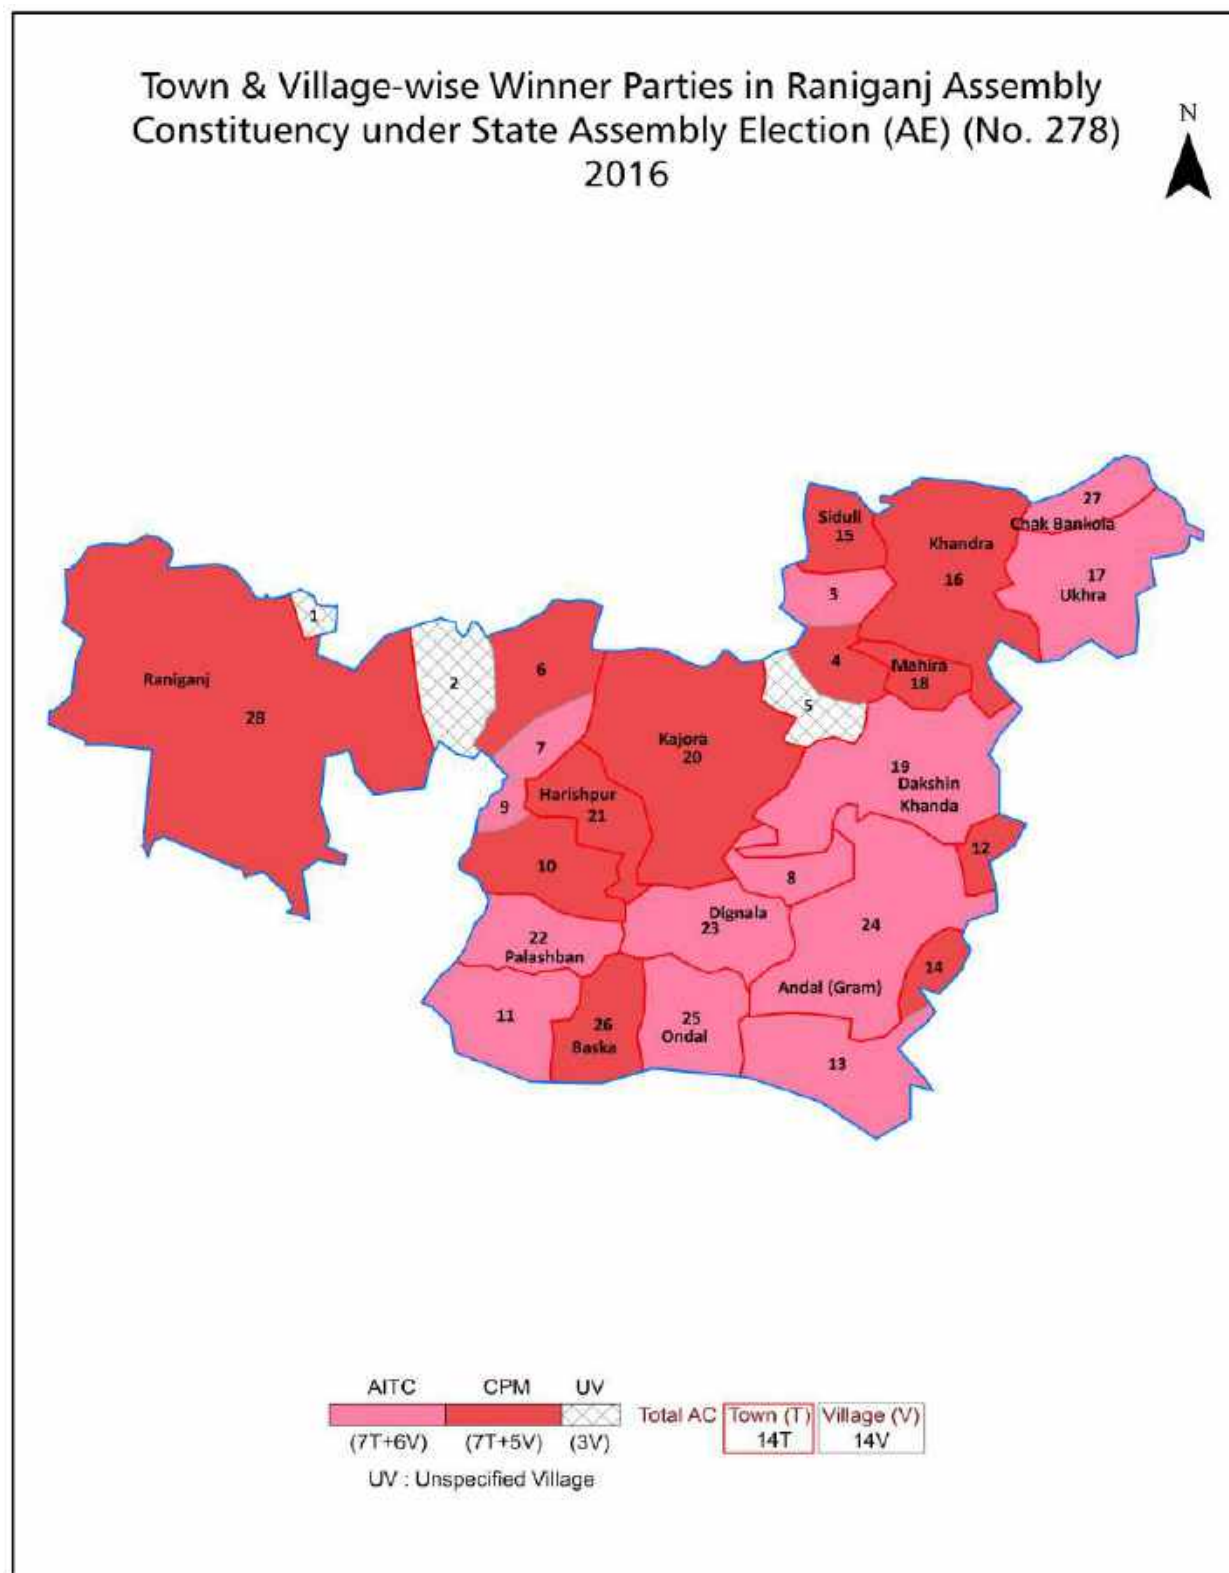 Town & Village-wise Winner Parties in Raniganj Assembly
Constituency under State Assembly Election (AE) (No. 278)
2016
N
27
Chak Bankola
Siduli
15
Khandra
16
17
Ukhra
3
1
4
Mahira
18
6
2
Raniganj
28
5
7
Kajora
20
19
Dakshin
Khanda
9
Harishpur
21
12
10
8
Dignala
23
24
22
Palashban
14
Andal (Gram)
11
26
Baska
25
Ondal
13
AITC CPM UV
Total AC Town (T) Village (V)
14T 14V
(7T+6V) (7T+5V) (3V)
UV : Unspecified Village